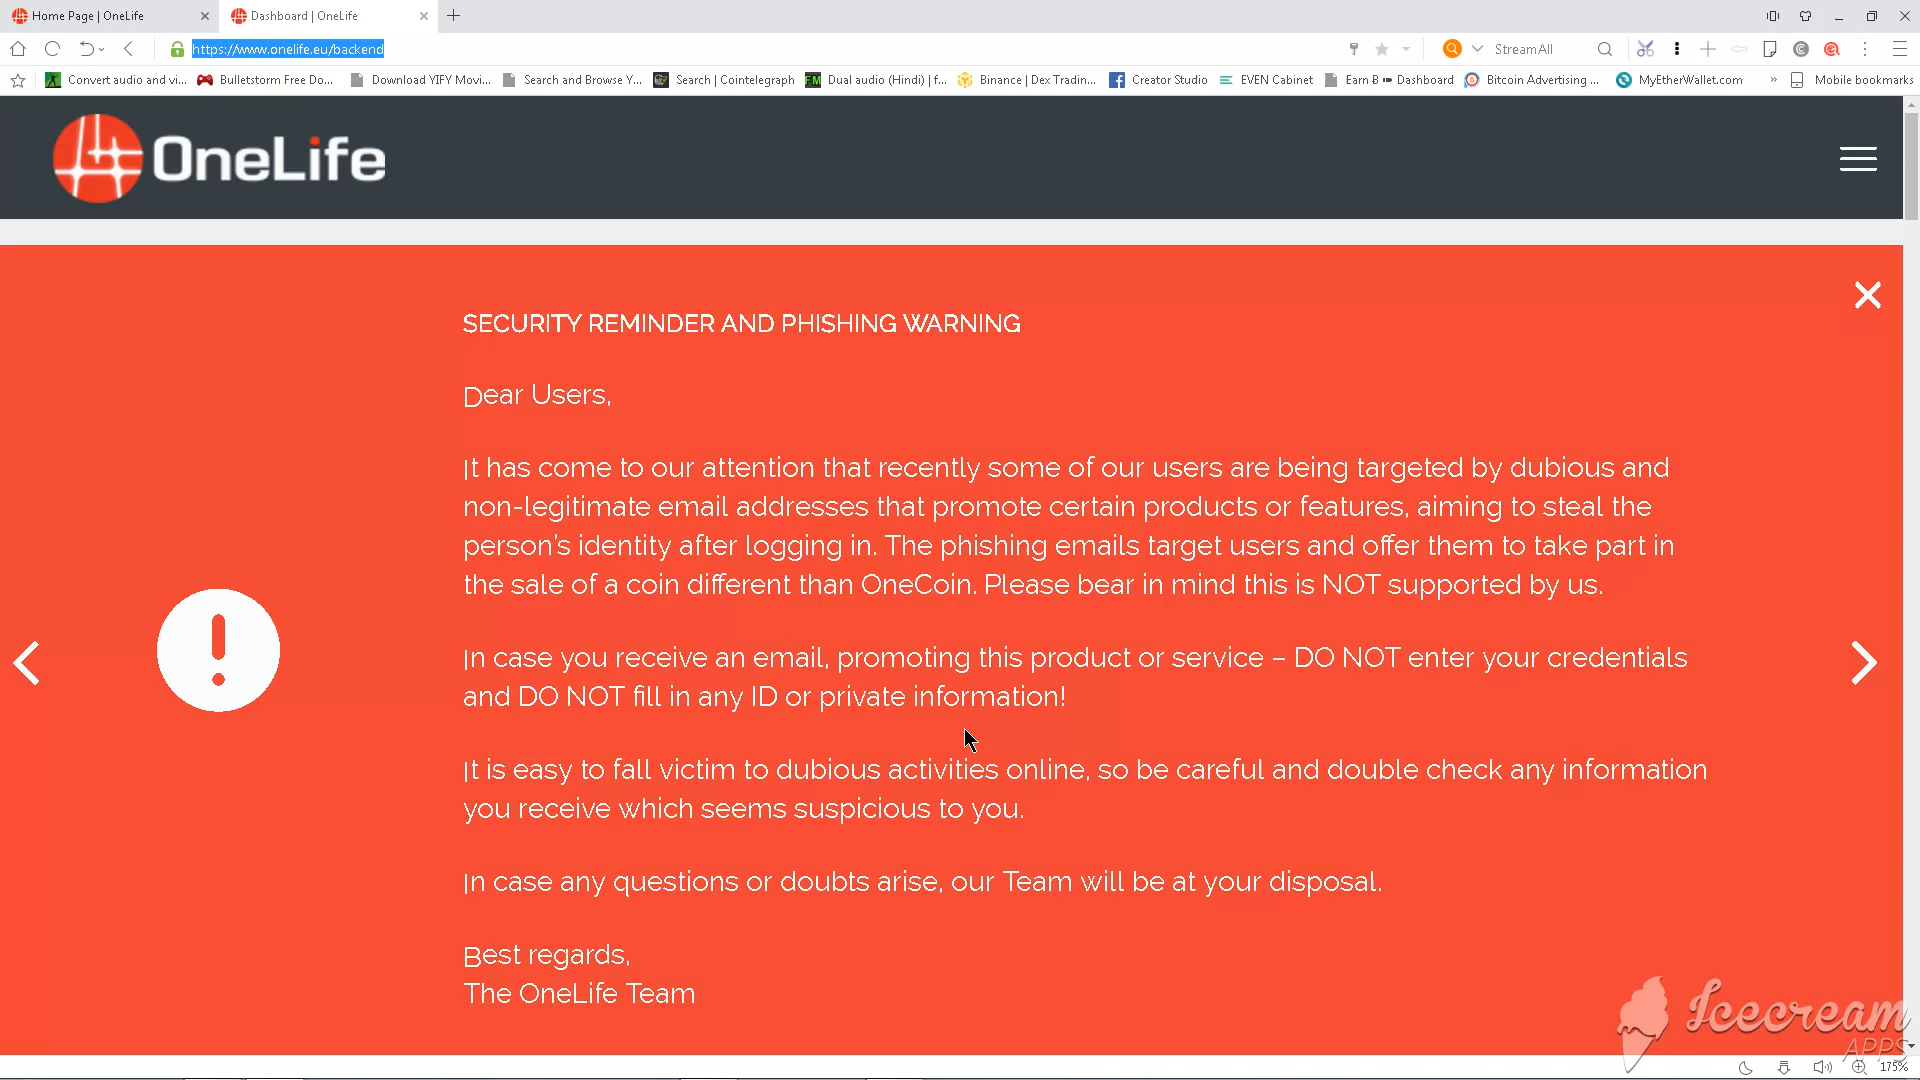 Home Page | OneLife
Dashboard | OneLife
https://www.onelife.eu/backend
StreamAll
Convert audio and vi...
Bulletstorm Free Do...
Download YIFY Movi...
Search and Browse Y...
Search | Cointelegraph
Dual audio (Hindi) | f...
Binance | Dex Tradin...
Creator Studio
EVEN Cabinet
Earn B ➠ Dashboard
Bitcoin Advertising ...
MyEtherWallet.com
»
Mobile bookmarks
OneLife
SECURITY REMINDER AND PHISHING WARNING
Dear Users,
It has come to our attention that recently some of our users are being targeted by dubious and
non-legitimate email addresses that promote certain products or features, aiming to steal the
person's identity after logging in. The phishing emails target users and offer them to take part in
the sale of a coin different than OneCoin. Please bear in mind this is NOT supported by us.
In case you receive an email, promoting this product or service – DO NOT enter your credentials
and DO NOT fill in any ID or private information!
It is easy to fall victim to dubious activities online, so be careful and double check any information
you receive which seems suspicious to you.
In case any questions or doubts arise, our Team will be at your disposal.
Best regards,
The OneLife Team
Icecream
APPS
175%